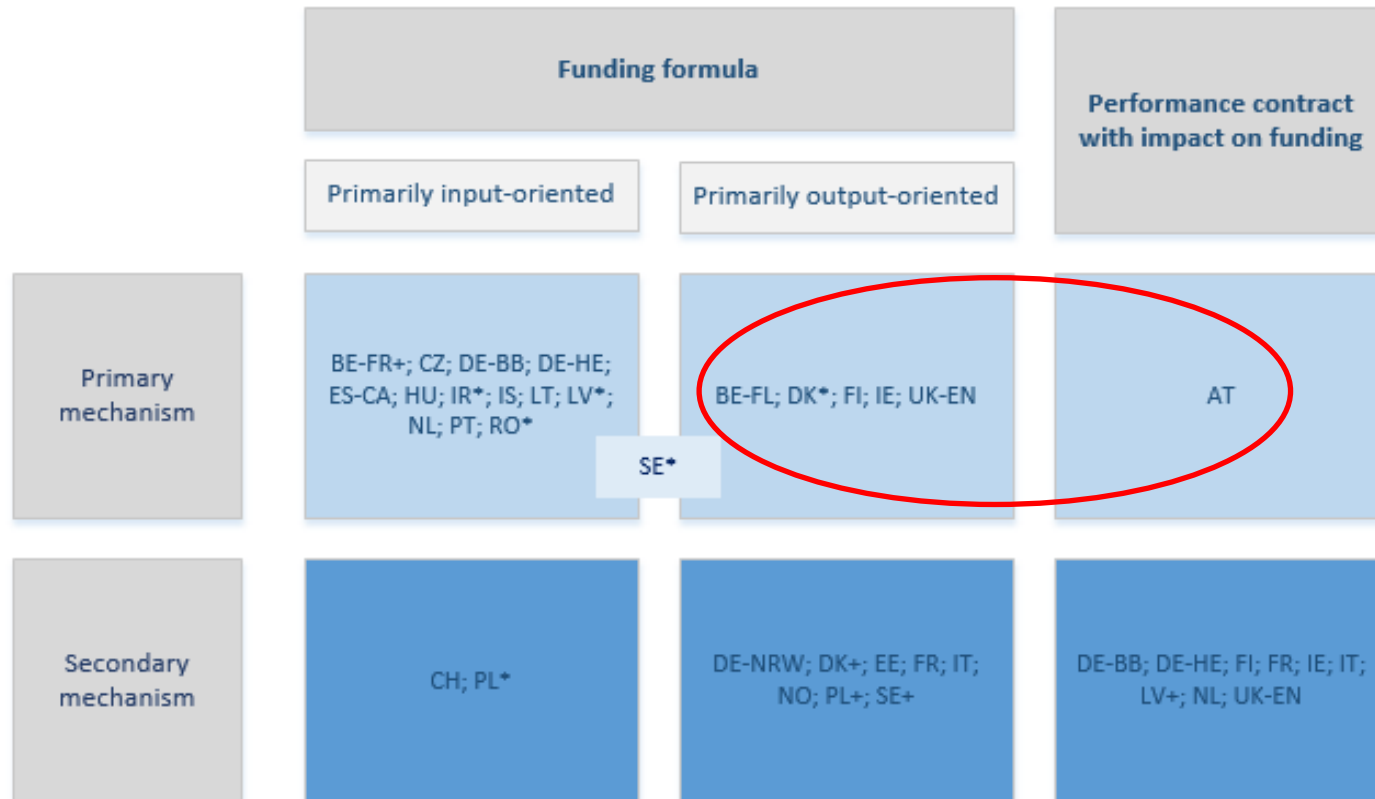 Funding formula
Performance contract
with impact on funding
Primarily input-oriented
Primarily output-oriented
Primary
mechanism
BE-FR+; CZ; DE-BB; DE-HE;
ES-CA; HU; IR*; IS; LT; LV*;
NL; PT; RO*
SE*
BE-FL; DK*; FI; IE; UK-EN
AT
Secondary
mechanism
CH; PL*
DE-NRW; DK+; EE; FR; IT;
NO; PL+; SE+
DE-BB; DE-HE; FI; FR; IE; IT;
LV+; NL; UK-EN